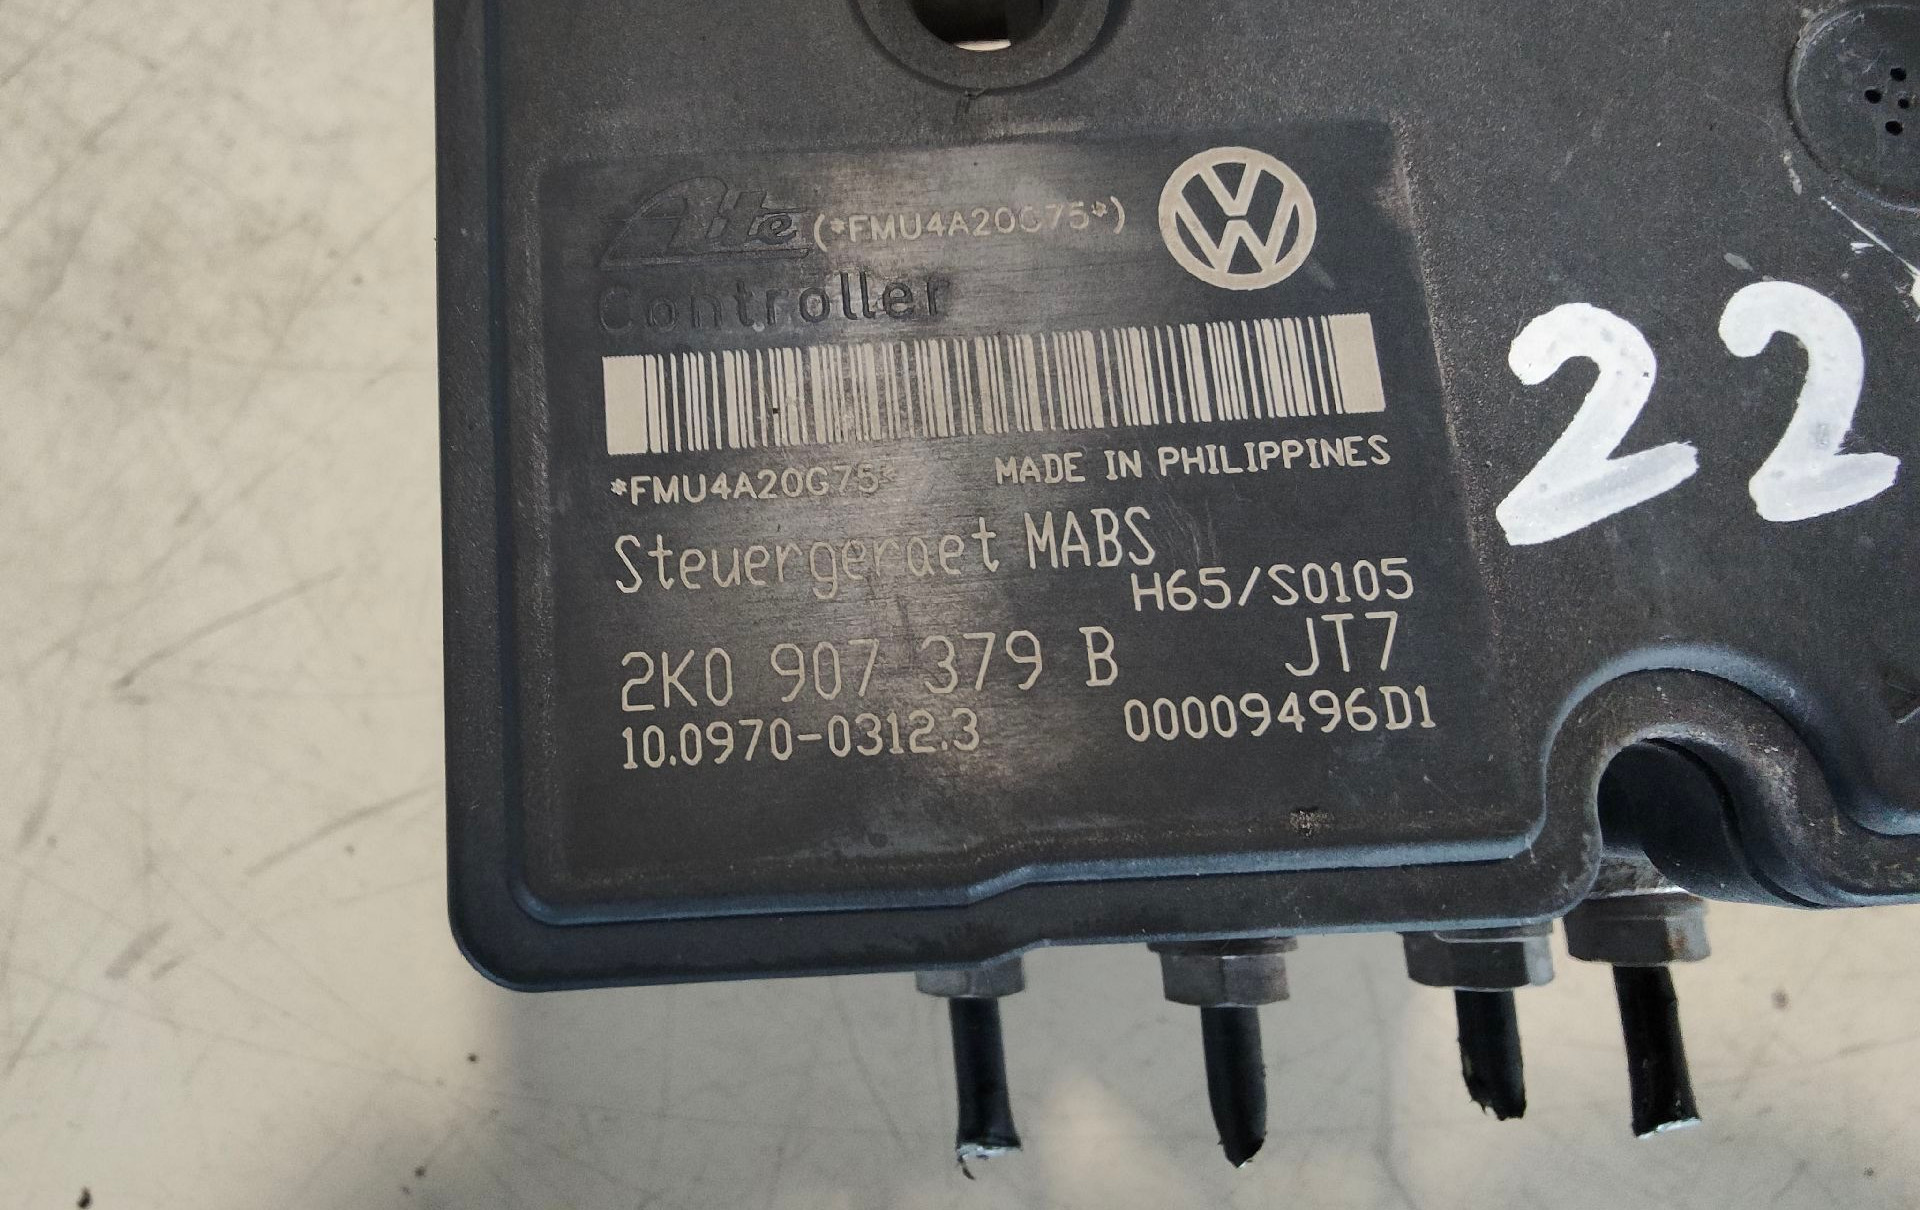 Ate (*FMU4A20G75*)
Controller
*FMU4A20G75* MADE IN PHILIPPINES
Steuergeraet MABS
H65/S0105
2K0 907 379 B JT7
10.0970-0312.3 00009496D1
22